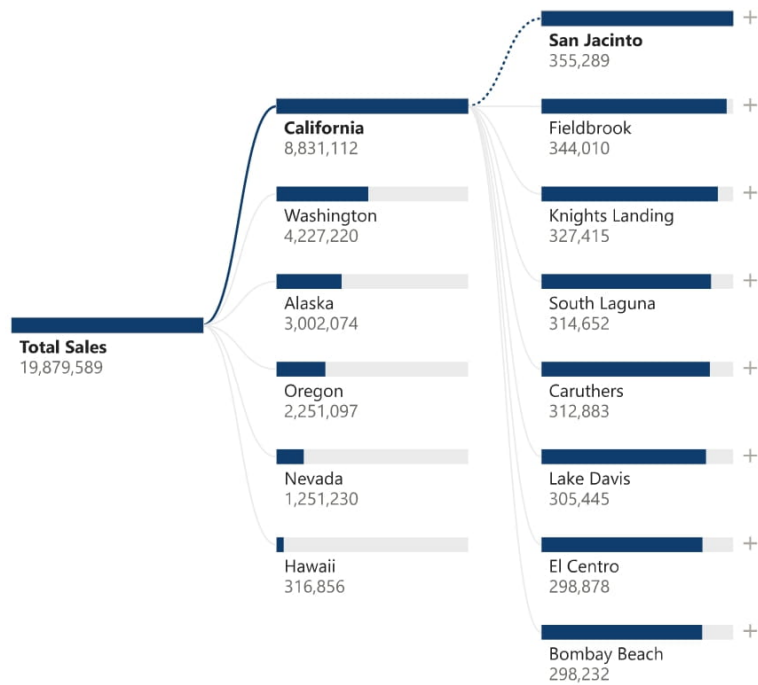 Total Sales
19,879,589
California
8,831,112
Washington
4,227,220
Alaska
3,002,074
Oregon
2,251,097
Nevada
1,251,230
Hawaii
316,856
San Jacinto
355,289
+
Fieldbrook
344,010
+
Knights Landing
327,415
+
South Laguna
314,652
+
Caruthers
312,883
+
Lake Davis
305,445
+
El Centro
298,878
+
Bombay Beach
298,232
+